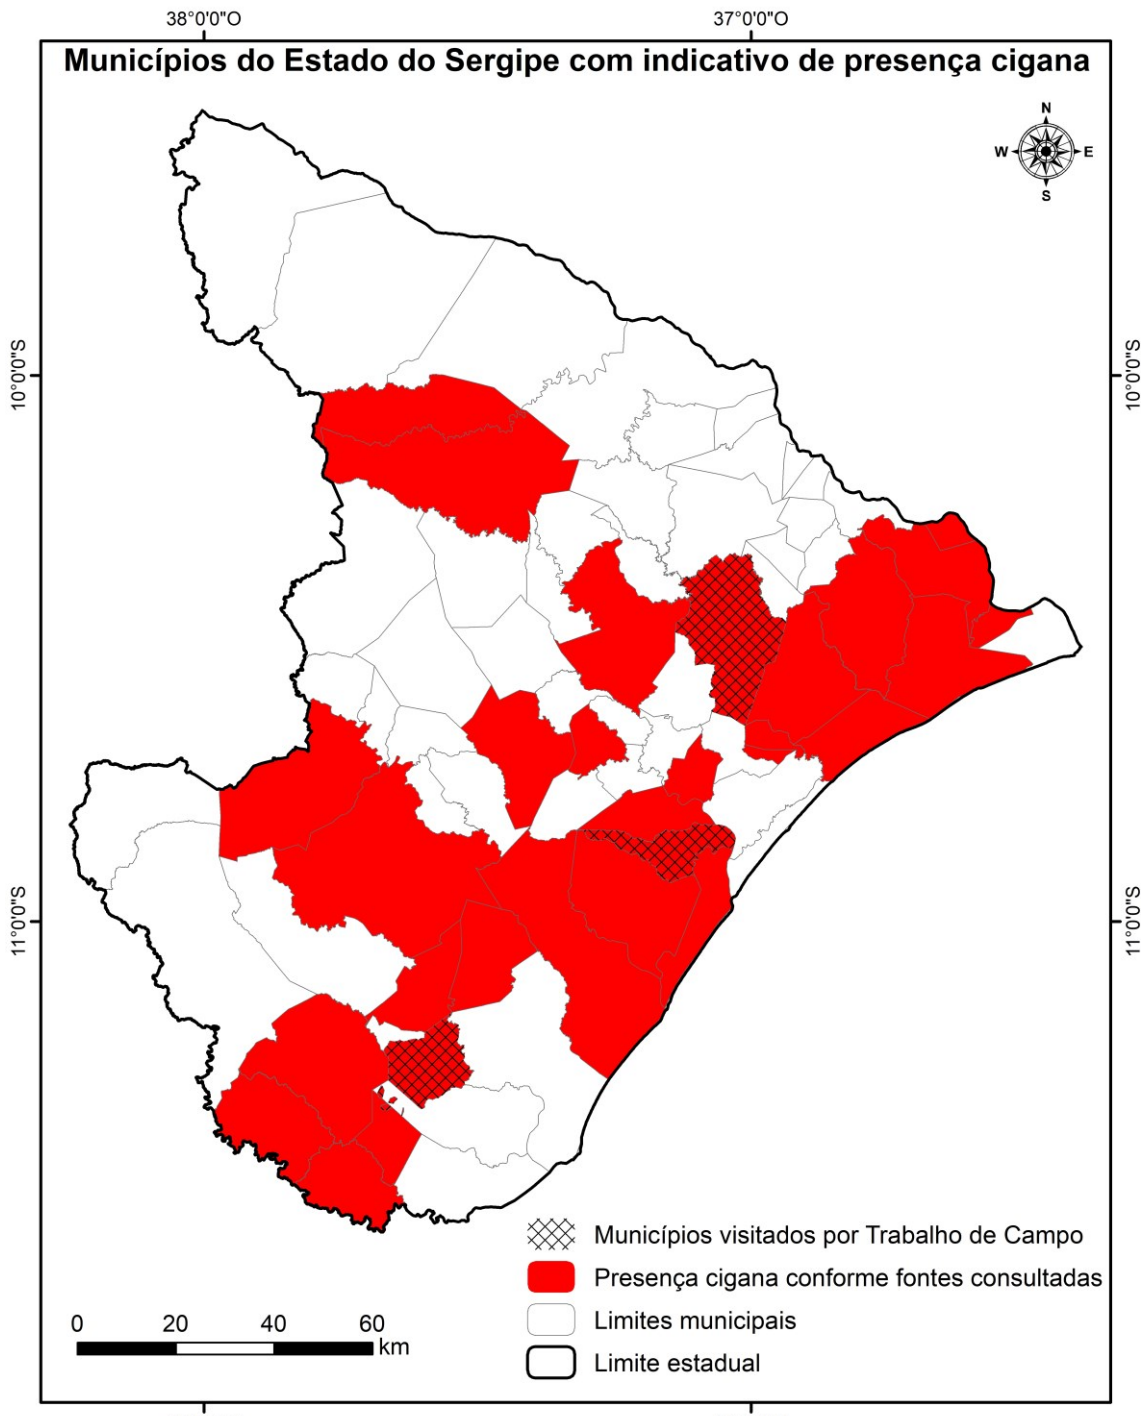 38°0'0"O 37°0'0"O
Municípios do Estado do Sergipe com indicativo de presença cigana
N
W E
S
10°0'0"S 10°0'0"S
11°0'0"S 11°0'0"S
Municípios visitados por Trabalho de Campo
Presença cigana conforme fontes consultadas
Limites municipais
Limite estadual
0 20 40 60
km